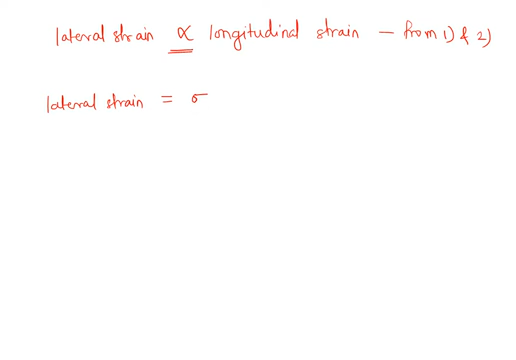 lateral strain ∝ longitudinal strain – from 1) & 2)
lateral strain = σ